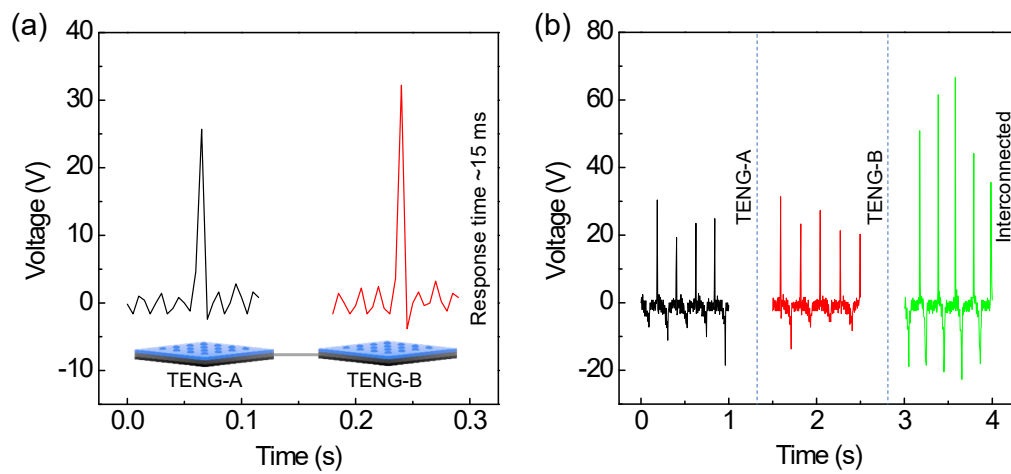 (a)
Voltage (V)
40
30
20
10
0
-10
0.0
0.1
0.2
0.3
Time (s)
TENG-A
TENG-B
Response time ~15 ms
(b)
Voltage (V)
80
60
40
20
0
-20
0
1
2
3
4
Time (s)
TENG-A
TENG-B
Interconnected